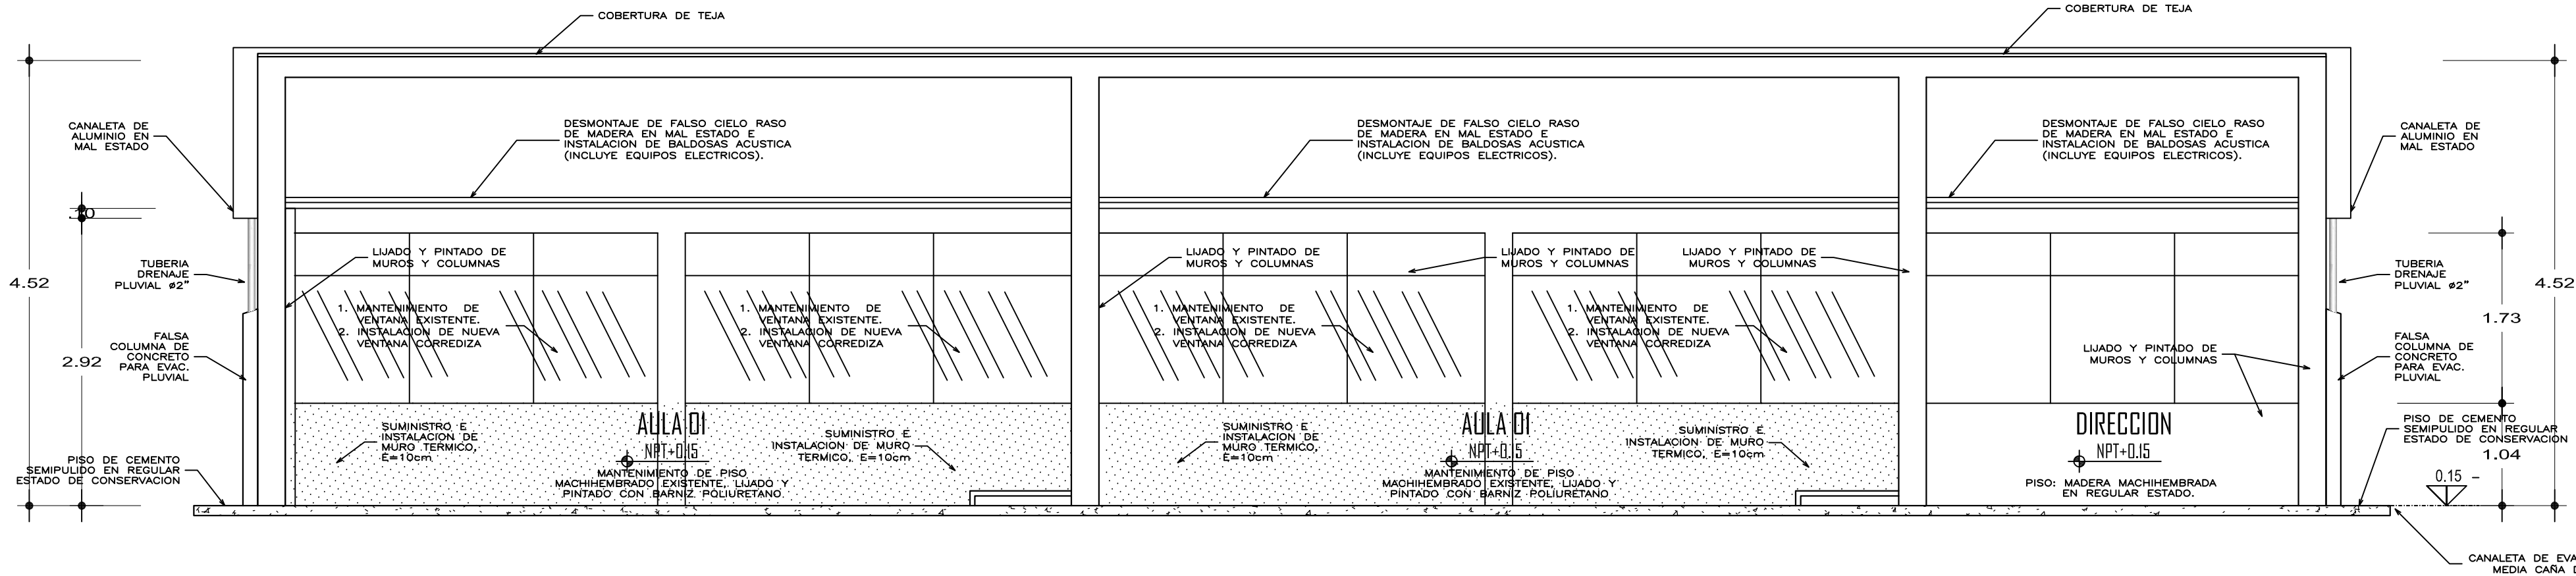 COBERTURA DE TEJA
COBERTURA DE TEJA
CANALETA DE
ALUMINIO EN
MAL ESTADO
DESMONTAJE DE FALSO CIELO RASO
DE MADERA EN MAL ESTADO E
INSTALACION DE BALDOSAS ACUSTICA
(INCLUYE EQUIPOS ELECTRICOS).
DESMONTAJE DE FALSO CIELO RASO
DE MADERA EN MAL ESTADO E
INSTALACION DE BALDOSAS ACUSTICA
(INCLUYE EQUIPOS ELECTRICOS).
DESMONTAJE DE FALSO CIELO RASO
DE MADERA EN MAL ESTADO E
INSTALACION DE BALDOSAS ACUSTICA
(INCLUYE EQUIPOS ELECTRICOS).
CANALETA DE
ALUMINIO EN
MAL ESTADO
4.52
2.92
TUBERIA
DRENAJE
PLUVIAL ø2"
FALSA
COLUMNA DE
CONCRETO
PARA EVAC.
PLUVIAL
LIJADO Y PINTADO DE
MUROS Y COLUMNAS
LIJADO Y PINTADO DE
MUROS Y COLUMNAS
LIJADO Y PINTADO DE
MUROS Y COLUMNAS
LIJADO Y PINTADO DE
MUROS Y COLUMNAS
1. MANTENIMIENTO DE
VENTANA EXISTENTE.
2. INSTALACION DE NUEVA
VENTANA CORREDIZA
1. MANTENIMIENTO DE
VENTANA EXISTENTE.
2. INSTALACION DE NUEVA
VENTANA CORREDIZA
1. MANTENIMIENTO DE
VENTANA EXISTENTE.
2. INSTALACION DE NUEVA
VENTANA CORREDIZA
1. MANTENIMIENTO DE
VENTANA EXISTENTE.
2. INSTALACION DE NUEVA
VENTANA CORREDIZA
LIJADO Y PINTADO DE
MUROS Y COLUMNAS
TUBERIA
DRENAJE
PLUVIAL ø2"
4.52
1.73
FALSA
COLUMNA DE
CONCRETO
PARA EVAC.
PLUVIAL
PISO DE CEMENTO
SEMIPULIDO EN REGULAR
ESTADO DE CONSERVACION
SUMINISTRO E
INSTALACION DE
MURO TERMICO,
E=10cm
AULA 01
NPT+0.15
MANTENIMIENTO DE PISO
MACHIHEMBRADO EXISTENTE, LIJADO Y
PINTADO CON BARNIZ POLIURETANO
SUMINISTRO E
INSTALACION DE MURO
TERMICO, E=10cm
SUMINISTRO E
INSTALACION DE
MURO TERMICO,
E=10cm
AULA 01
NPT+0.15
MANTENIMIENTO DE PISO
MACHIHEMBRADO EXISTENTE, LIJADO Y
PINTADO CON BARNIZ POLIURETANO
SUMINISTRO E
INSTALACION DE MURO
TERMICO, E=10cm
DIRECCION
NPT+0.15
PISO: MADERA MACHIHEMBRADA
EN REGULAR ESTADO.
PISO DE CEMENTO
SEMIPULIDO EN REGULAR
ESTADO DE CONSERVACION
1.04
0.15
CANALETA DE
MEDIA CAÑA